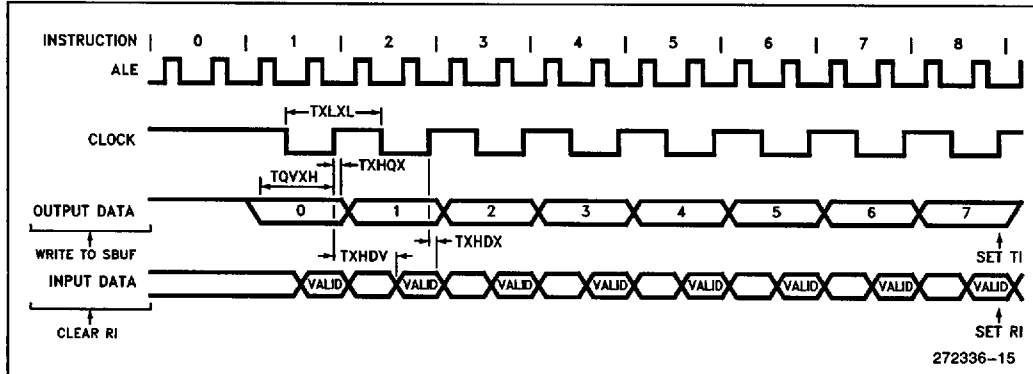 INSTRUCTION | 0 | 1 | 2 | 3 | 4 | 5 | 6 | 7 | 8 |
ALE
TXLXL
CLOCK
TXHQX
TQVXH
OUTPUT DATA 0 1 2 3 4 5 6 7
WRITE TO SBUF
TXHDV
TXHDX
SET TI
INPUT DATA VALID VALID VALID VALID VALID VALID VALID VALID
CLEAR RI
SET RI
272336-15